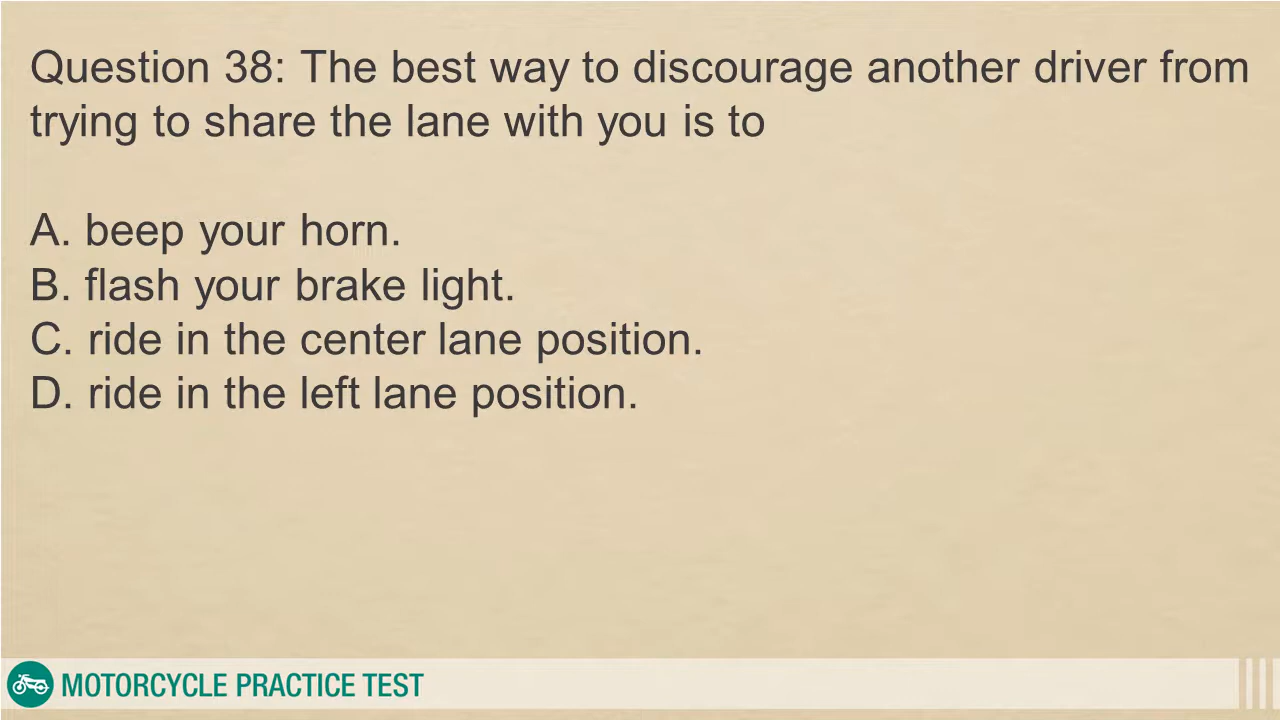 Question 38: The best way to discourage another driver from
trying to share the lane with you is to
A. beep your horn.
B. flash your brake light.
C. ride in the center lane position.
D. ride in the left lane position.
MOTORCYCLE PRACTICE TEST